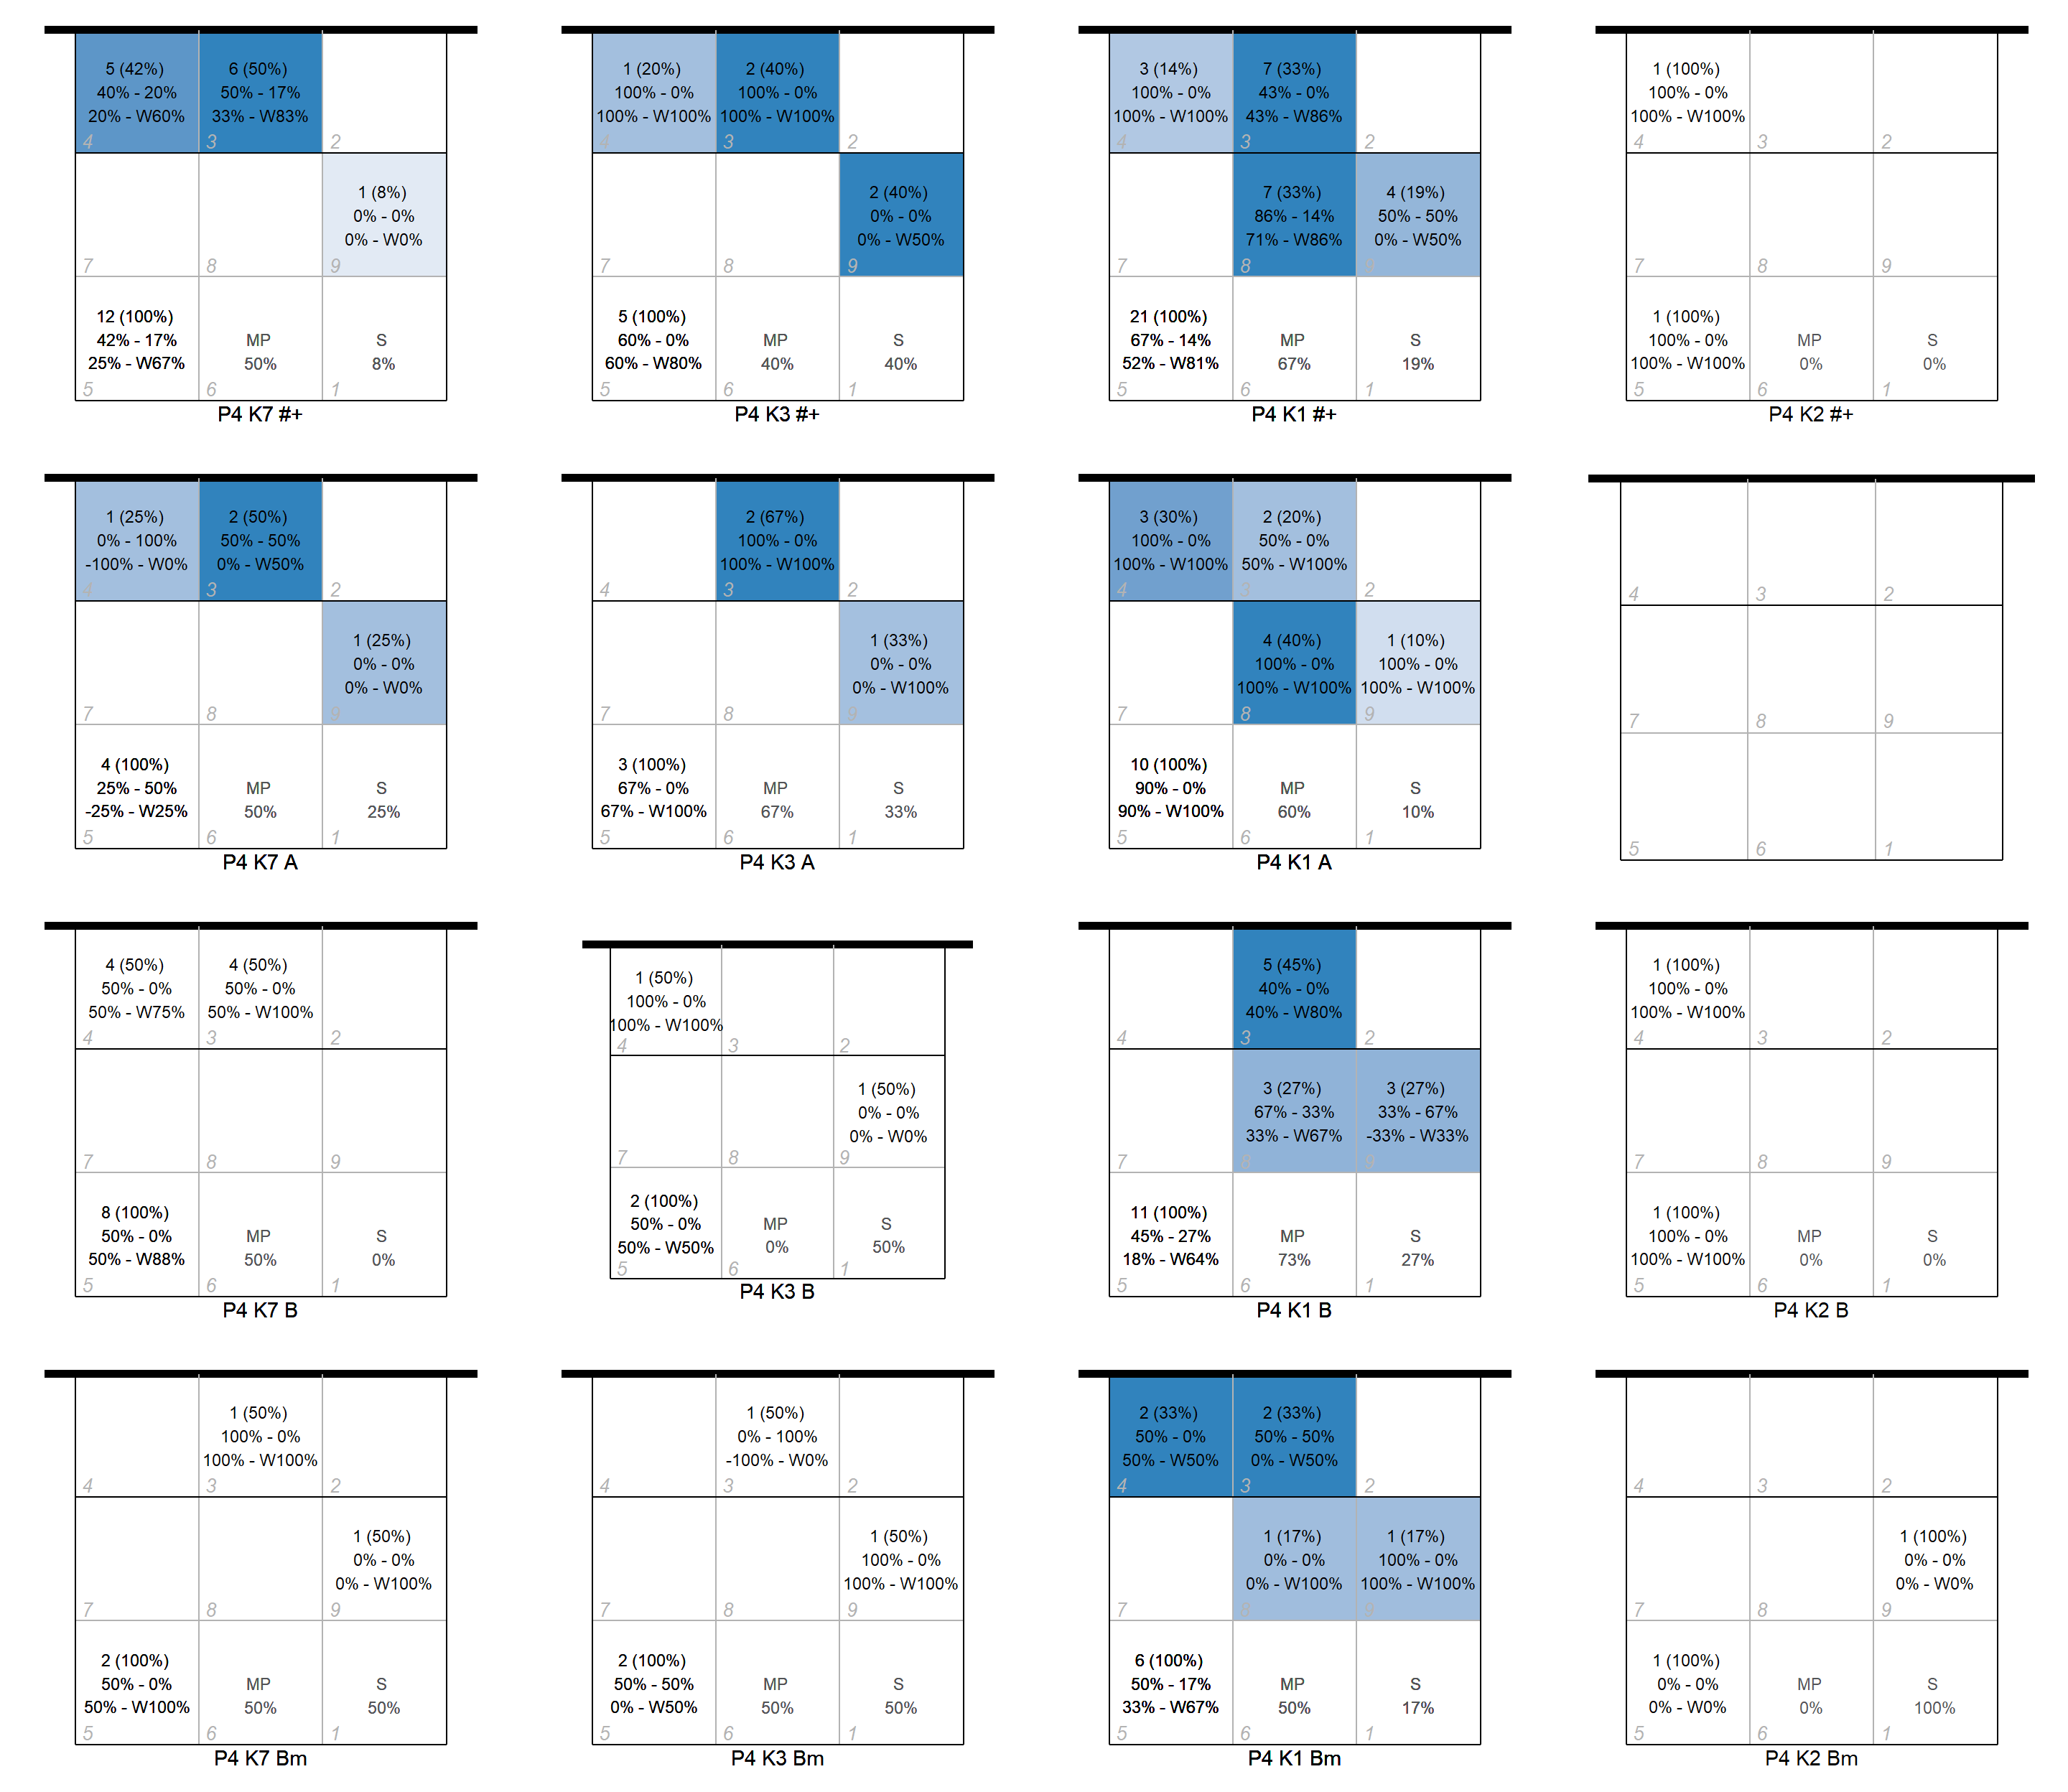 5 (42%)
40% - 20%
20% - W60%
4
6 (50%)
50% - 17%
33% - W83%
3
2
7
8
1 (8%)
0% - 0%
0% - W0%
9
12 (100%)
42% - 17%
25% - W67%
5
MP
50%
6
S
8%
1
P4 K7 #+
1 (20%)
100% - 0%
100% - W100%
4
2 (40%)
100% - 0%
100% - W100%
3
2
7
8
2 (40%)
0% - 0%
0% - W50%
9
5 (100%)
60% - 0%
60% - W80%
5
MP
40%
6
S
40%
1
P4 K3 #+
3 (14%)
100% - 0%
100% - W100%
4
7 (33%)
43% - 0%
43% - W86%
3
2
7
7 (33%)
86% - 14%
71% - W86%
8
4 (19%)
50% - 50%
0% - W50%
9
21 (100%)
67% - 14%
52% - W81%
5
MP
67%
6
S
19%
1
P4 K1 #+
1 (100%)
100% - 0%
100% - W100%
4
3
2
7
8
9
1 (100%)
100% - 0%
100% - W100%
5
MP
0%
6
S
0%
1
P4 K2 #+
1 (25%)
0% - 100%
-100% - W0%
4
2 (50%)
50% - 50%
0% - W50%
3
2
7
8
1 (25%)
0% - 0%
0% - W0%
9
4 (100%)
25% - 50%
-25% - W25%
5
MP
50%
6
S
25%
1
P4 K7 A
4
2 (67%)
100% - 0%
100% - W100%
3
2
7
8
1 (33%)
0% - 0%
0% - W100%
9
3 (100%)
67% - 0%
67% - W100%
5
MP
67%
6
S
33%
1
P4 K3 A
3 (30%)
100% - 0%
100% - W100%
4
2 (20%)
50% - 0%
50% - W100%
3
2
7
4 (40%)
100% - 0%
100% - W100%
8
1 (10%)
100% - 0%
100% - W100%
9
10 (100%)
90% - 0%
90% - W100%
5
MP
60%
6
S
10%
1
P4 K1 A
4
3
2
7
8
9
5
6
1
4 (50%)
50% - 0%
50% - W75%
4
4 (50%)
50% - 0%
50% - W100%
3
2
7
8
9
8 (100%)
50% - 0%
50% - W88%
5
MP
50%
6
S
0%
1
P4 K7 B
1 (50%)
100% - 0%
100% - W100%
4
3
2
7
8
1 (50%)
0% - 0%
0% - W0%
9
2 (100%)
50% - 0%
50% - W50%
5
MP
0%
6
S
50%
1
P4 K3 B
4
5 (45%)
40% - 0%
40% - W80%
3
2
7
3 (27%)
67% - 33%
33% - W67%
8
3 (27%)
33% - 67%
-33% - W33%
9
11 (100%)
45% - 27%
18% - W64%
5
MP
73%
6
S
27%
1
P4 K1 B
1 (100%)
100% - 0%
100% - W100%
4
3
2
7
8
9
1 (100%)
100% - 0%
100% - W100%
5
MP
0%
6
S
0%
1
P4 K2 B
4
1 (50%)
100% - 0%
100% - W100%
3
2
7
8
1 (50%)
0% - 0%
0% - W100%
9
2 (100%)
50% - 0%
50% - W100%
5
MP
50%
6
S
50%
1
P4 K7 Bm
4
1 (50%)
0% - 100%
-100% - W0%
3
2
7
8
1 (50%)
100% - 0%
100% - W100%
9
2 (100%)
50% - 50%
0% - W50%
5
MP
50%
6
S
50%
1
P4 K3 Bm
2 (33%)
50% - 0%
50% - W50%
4
2 (33%)
50% - 50%
0% - W50%
3
2
7
1 (17%)
0% - 0%
0% - W100%
8
1 (17%)
100% - 0%
100% - W100%
9
6 (100%)
50% - 17%
33% - W67%
5
MP
50%
6
S
17%
1
P4 K1 Bm
4
3
2
7
8
1 (100%)
0% - 0%
0% - W0%
9
1 (100%)
0% - 0%
0% - W0%
5
MP
0%
6
S
100%
1
P4 K2 Bm